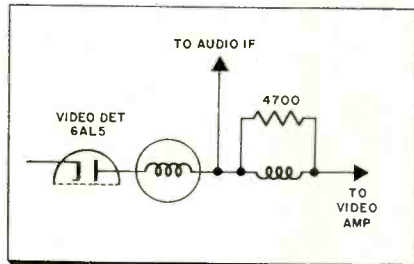 TO AUDIO IF
VIDEO DET
6AL5
4700
TO
VIDEO
AMP